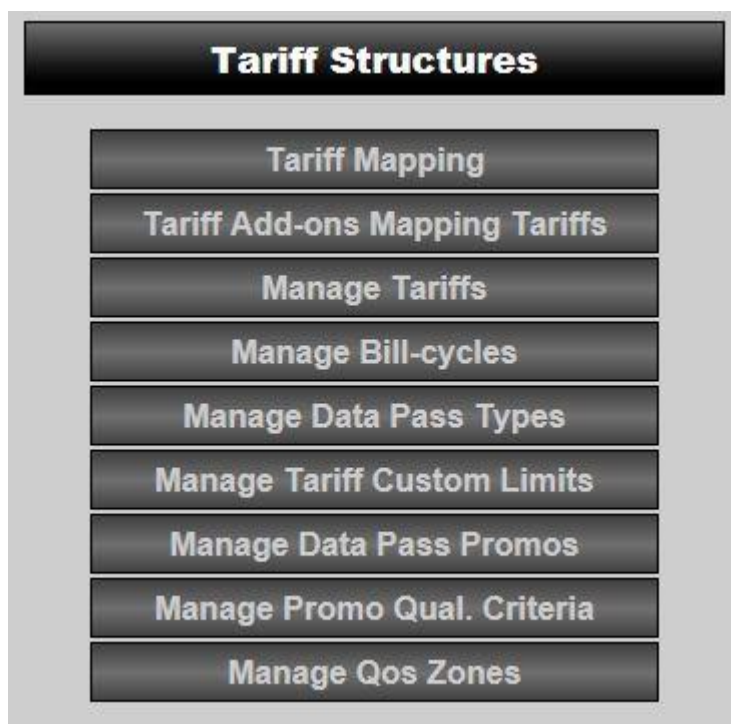 Tariff Structures
Tariff Mapping
Tariff Add-ons Mapping Tariffs
Manage Tariffs
Manage Bill-cycles
Manage Data Pass Types
Manage Tariff Custom Limits
Manage Data Pass Promos
Manage Promo Qual. Criteria
Manage Qos Zones